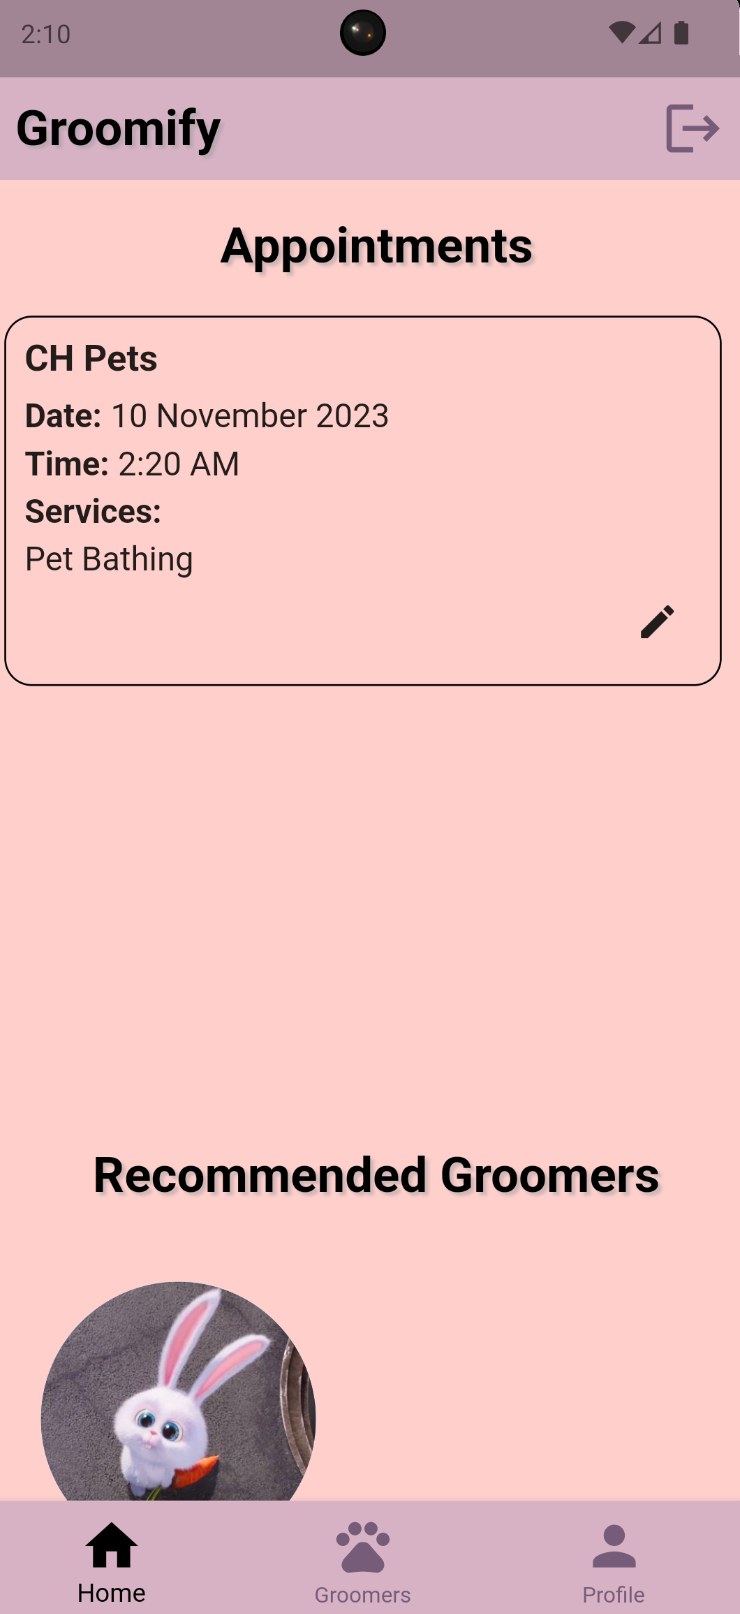 2:10
Groomify
Appointments
CH Pets
Date: 10 November 2023
Time: 2:20 AM
Services:
Pet Bathing
Recommended Groomers
Home
Groomers
Profile